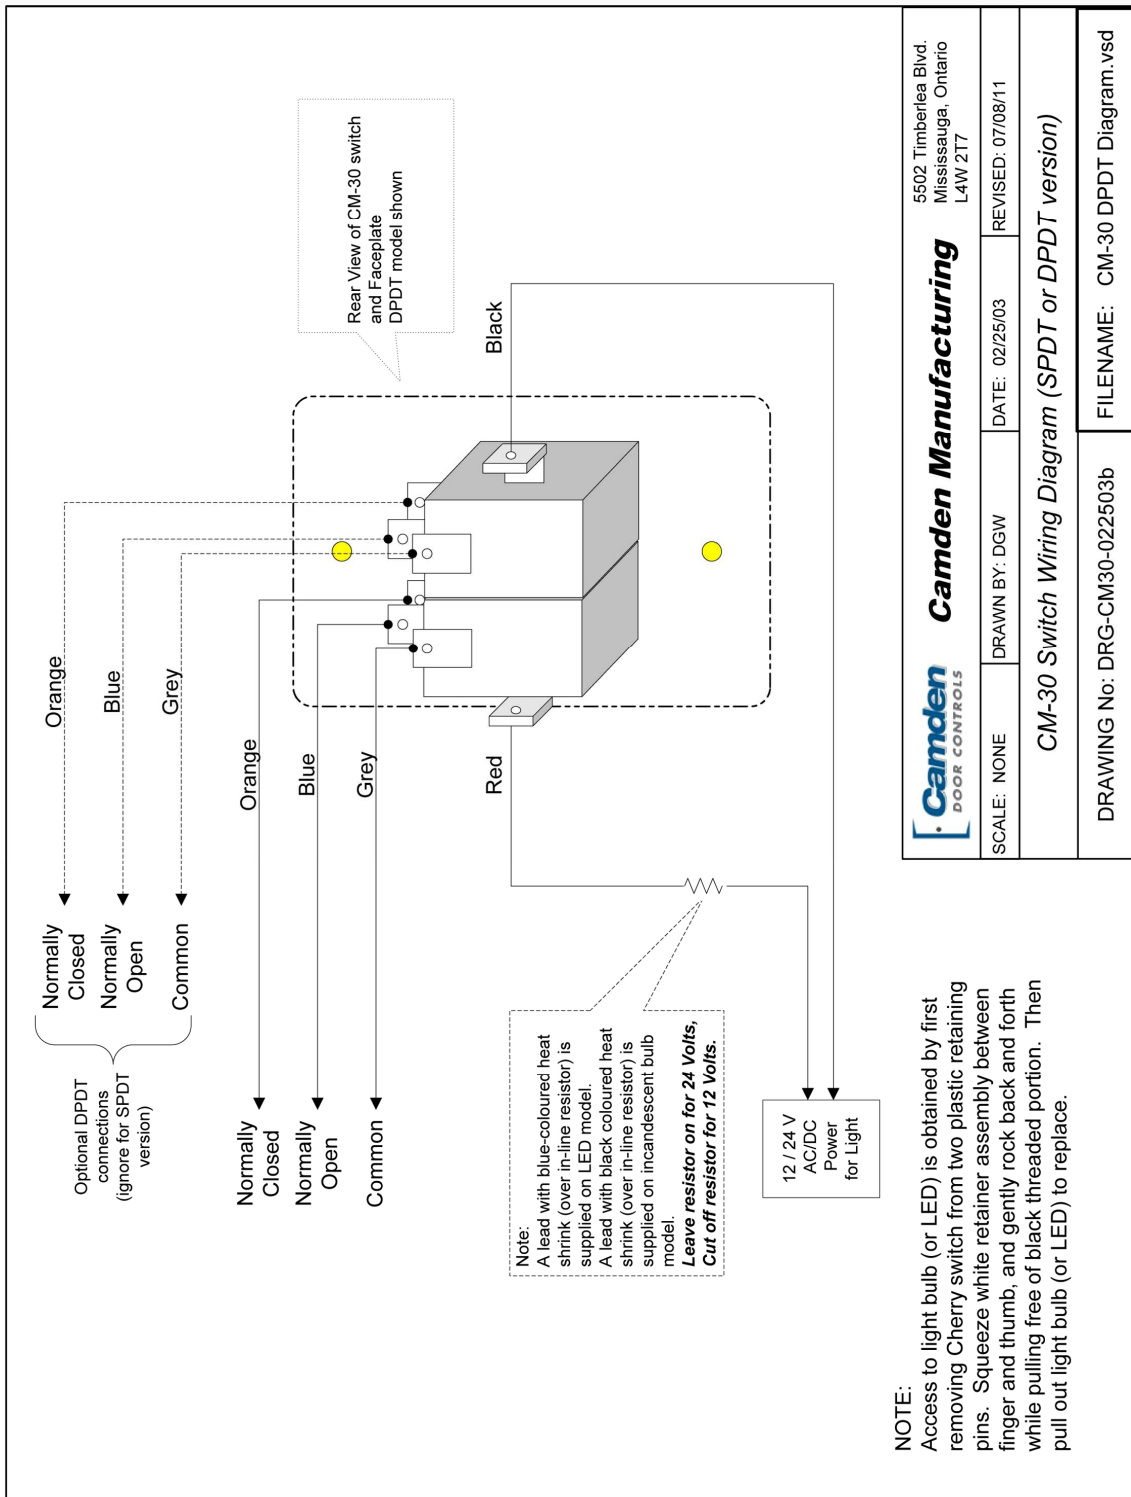 Optional DPDT
connections
(ignore for SPDT
version)
Normally
Closed
Normally
Open
Common
Orange
Blue
Grey
Normally
Closed
Normally
Open
Common
Orange
Blue
Grey
Rear View of CM-30 switch
and Faceplate
DPDT model shown
Red
Black
Note:
A lead with blue-coloured heat
shrink (over in-line resistor) is
supplied on LED model.
A lead with black coloured heat
shrink (over in-line resistor) is
supplied on incandescent bulb
model.
Leave resistor on for 24 Volts,
Cut off resistor for 12 Volts.
12 / 24 V
AC/DC
Power
for Light
NOTE:
Access to light bulb (or LED) is obtained by first
removing Cherry switch from two plastic retaining
pins. Squeeze white retainer assembly between
finger and thumb, and gently rock back and forth
while pulling free of black threaded portion. Then
pull out light bulb (or LED) to replace.
Camden
DOOR CONTROLS
Camden Manufacturing
5502 Timberlea Blvd.
Mississauga, Ontario
L4W 2T7
SCALE: NONE
DRAWN BY: DGW
DATE: 02/25/03
REVISED: 07/08/11
CM-30 Switch Wiring Diagram (SPDT or DPDT version)
DRAWING No: DRG-CM30-022503b
FILENAME: CM-30 DPDT Diagram.vsd